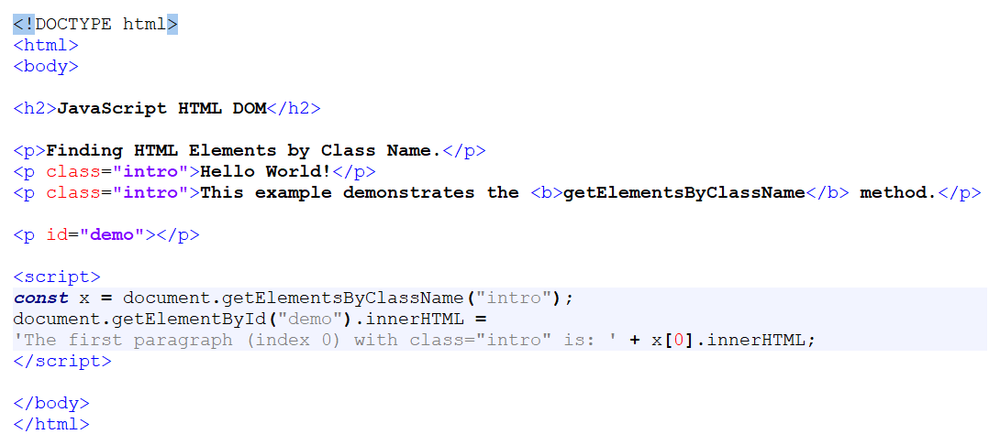 <!DOCTYPE html>
<html>
<body>
<h2>JavaScript HTML DOM</h2>
<p>Finding HTML Elements by Class Name.</p>
<p class="intro">Hello World!</p>
<p class="intro">This example demonstrates the <b>getElementsByClassName</b> method.</p>
<p id="demo"></p>
<script>
const x = document.getElementsByClassName("intro");
document.getElementById("demo").innerHTML =
'The first paragraph (index 0) with class="intro" is: ' + x[0].innerHTML;
</script>
</body>
</html>